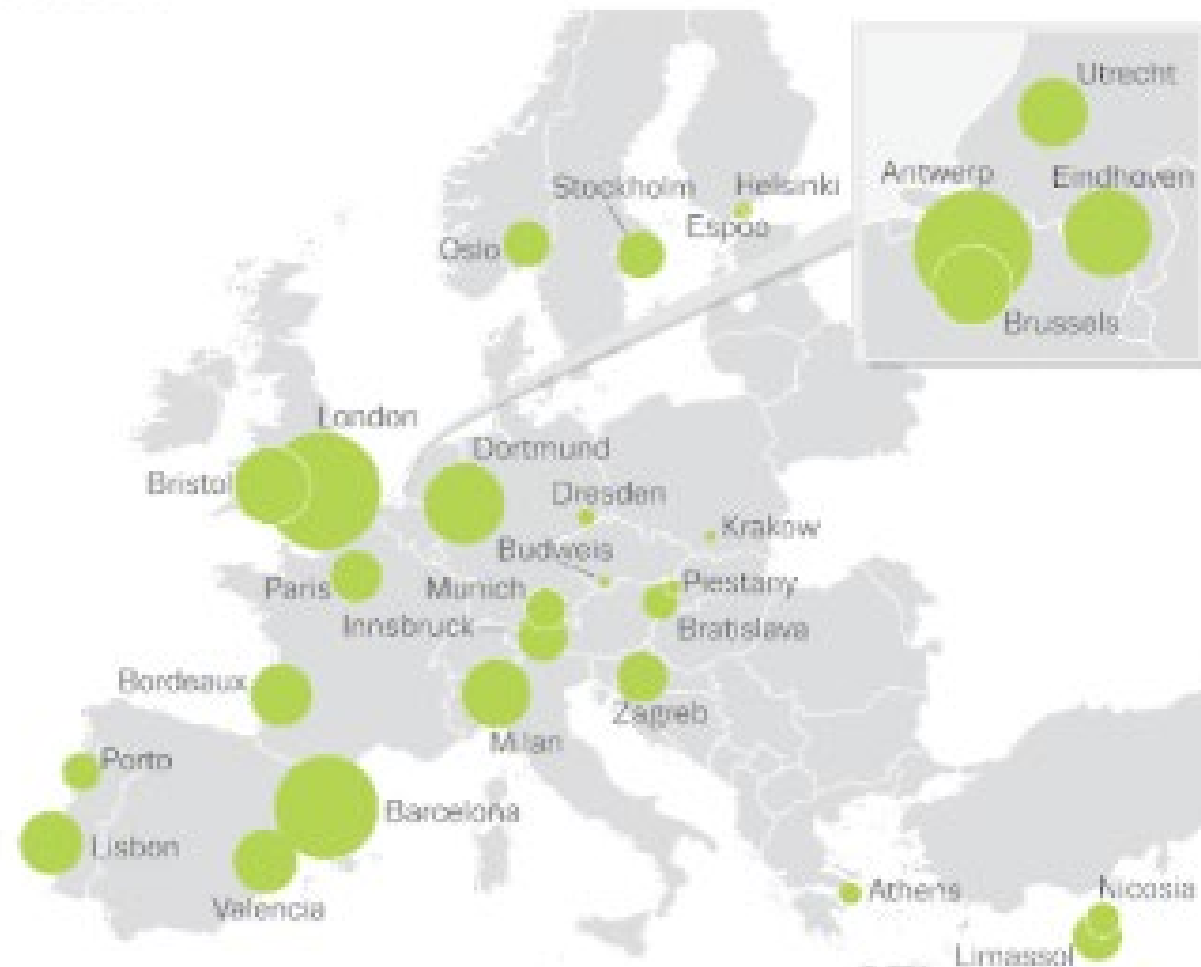 Utrecht
Antwerp
Eindhoven
Stockholm
Helsinki
Espoo
Oslo
Brussels
London
Dortmund
Bristol
Dresden
Krakow
Budweis
Paris
Munich
Piestany
Innsbruck
Bratislava
Bordeaux
Zagreb
Milan
Porto
Barcelona
Lisbon
Valencia
Athens
Nicosia
Limassol